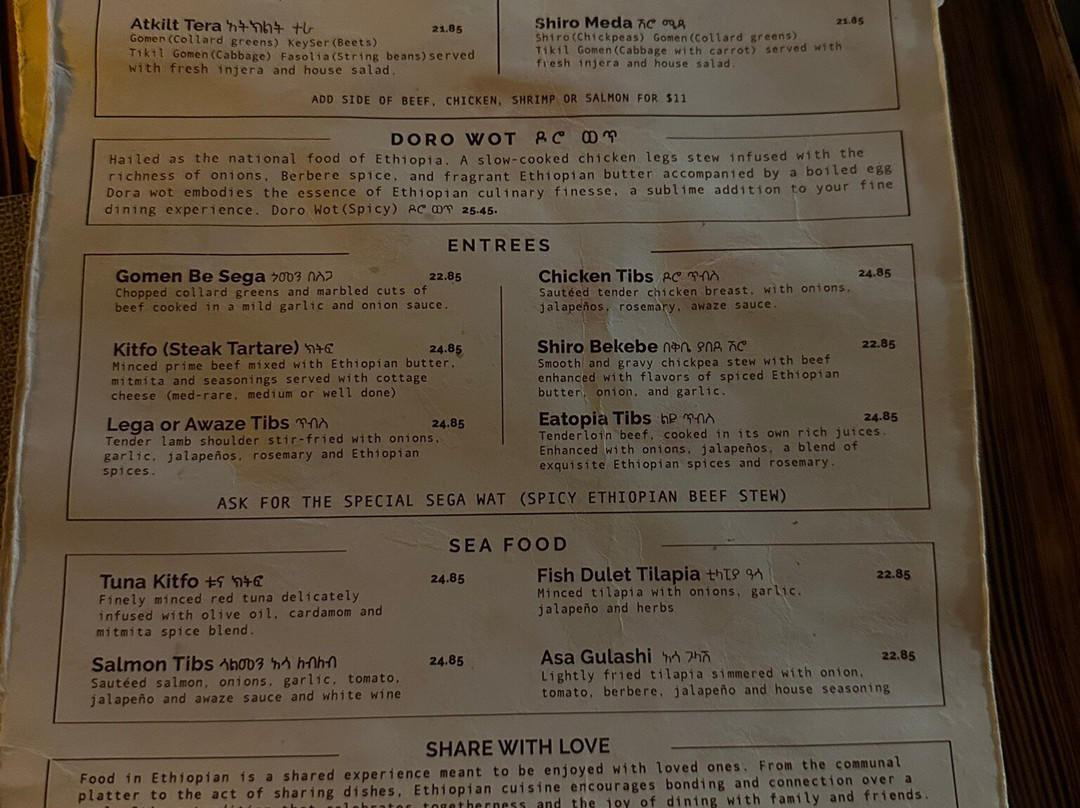 Atkilt Tera አትክልት ተራ 21.85
Gomen(Collard greens) KeySer(Beets)
Tikil Gomen(Cabbage) Fasolia(String beans)served
with fresh injera and house salad.
Shiro Meda ሽሮ ሜዳ 21.85
Shiro(Chickpeas) Gomen(Collard greens)
Tikil Gomen(Cabbage with carrot) served with
fresh injera and house salad.
ADD SIDE OF BEEF, CHICKEN, SHRIMP OR SALMON FOR $11
DORO WOT ዶሮ ወጥ
Hailed as the national food of Ethiopia. A slow-cooked chicken legs stew infused with the
richness of onions, Berbere spice, and fragrant Ethiopian butter accompanied by a boiled egg
Dora wot embodies the essence of Ethiopian culinary finesse, a sublime addition to your fine
dining experience. Doro Wot(Spicy) ዶሮ ወጥ 25.45.
ENTREES
Gomen Be Sega ጎመን በስጋ 22.85
Chopped collard greens and marbled cuts of
beef cooked in a mild garlic and onion sauce.
Kitfo (Steak Tartare) ክትፎ 24.85
Minced prime beef mixed with Ethiopian butter,
mitmita and seasonings served with cottage
cheese (med-rare, medium or well done)
Lega or Awaze Tibs ጥብስ 24.85
Tender lamb shoulder stir-fried with onions,
garlic, jalapeños, rosemary and Ethiopian
spices.
Chicken Tibs ዶሮ ጥብስ 24.85
Sautéed tender chicken breast, with onions,
jalapeños, rosemary, awaze sauce.
Shiro Bekebe በቅቤ ያበደ ሽሮ 22.85
Smooth and gravy chickpea stew with beef
enhanced with flavors of spiced Ethiopian
butter, onion, and garlic.
Eatopia Tibs ልዩ ጥብስ 24.85
Tenderloin beef, cooked in its own rich juices.
Enhanced with onions, jalapeños, a blend of
exquisite Ethiopian spices and rosemary.
ASK FOR THE SPECIAL SEGA WAT (SPICY ETHIOPIAN BEEF STEW)
SEA FOOD
Tuna Kitfo ቱና ክትፎ 24.85
Finely minced red tuna delicately
infused with olive oil, cardamom and
mitmita spice blend.
Salmon Tibs ሳልመን አሳ ክብክብ 24.85
Sautéed salmon, onions, garlic, tomato,
jalapeño and awaze sauce and white wine
Fish Dulet Tilapia ቲላፒያ ዓሳ 22.85
Minced tilapia with onions, garlic,
jalapeño and herbs
Asa Gulashi አሳ ጉላሽ 22.85
Lightly fried tilapia simmered with onion,
tomato, berbere, jalapeño and house seasoning
SHARE WITH LOVE
Food in Ethiopian is a shared experience meant to be enjoyed with loved ones. From the communal
platter to the act of sharing dishes, Ethiopian cuisine encourages bonding and connection over a
that celebrates togetherness and the joy of dining with family and friends.